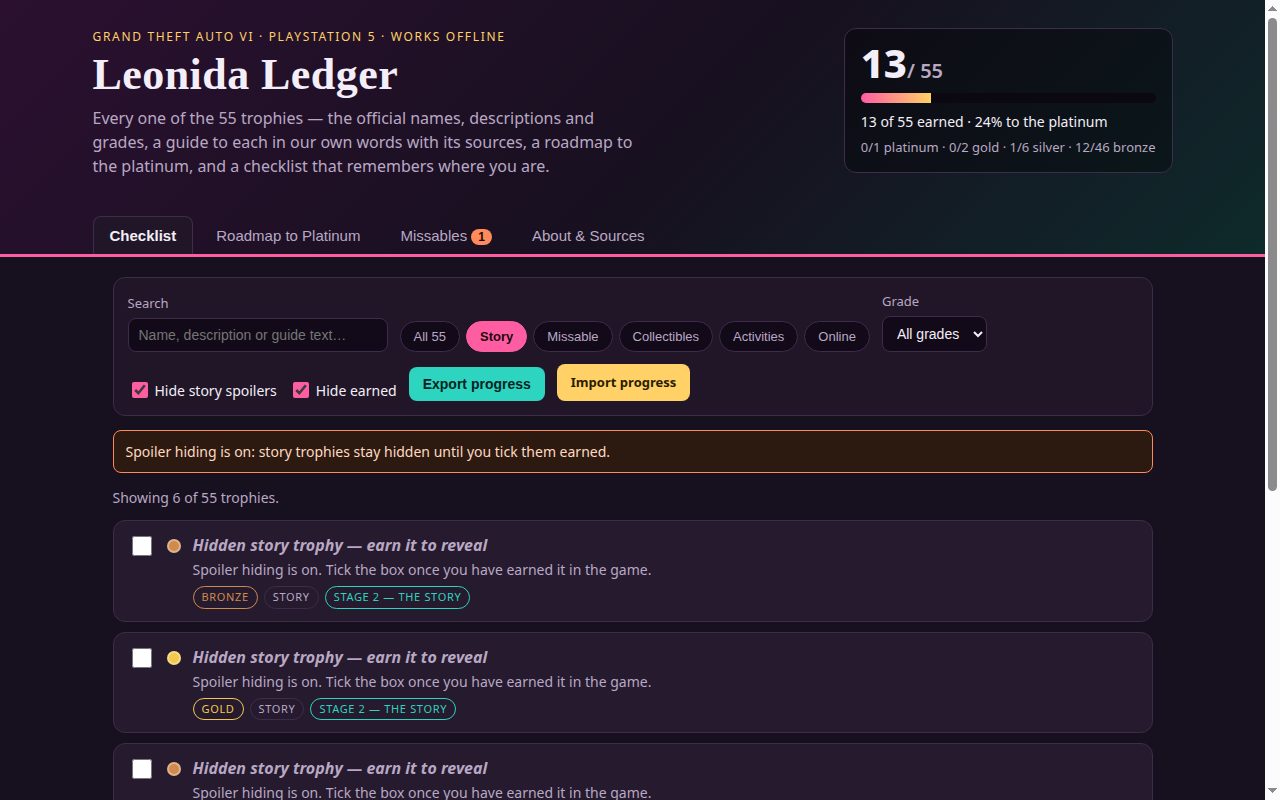 GRAND THEFT AUTO VI · PLAYSTATION 5 · WORKS OFFLINE
Leonida Ledger
Every one of the 55 trophies — the official names, descriptions and
grades, a guide to each in our own words with its sources, a roadmap to
the platinum, and a checklist that remembers where you are.
13 / 55
13 of 55 earned · 24% to the platinum
0/1 platinum · 0/2 gold · 1/6 silver · 12/46 bronze
Checklist Roadmap to Platinum Missables 1 About & Sources
Search
Grade
Name, description or guide text… All 55 Story Missable Collectibles Activities Online All grades
Hide story spoilers Hide earned Export progress Import progress
Spoiler hiding is on: story trophies stay hidden until you tick them earned.
Showing 6 of 55 trophies.
Hidden story trophy — earn it to reveal
Spoiler hiding is on. Tick the box once you have earned it in the game.
BRONZE STORY STAGE 2 — THE STORY
Hidden story trophy — earn it to reveal
Spoiler hiding is on. Tick the box once you have earned it in the game.
GOLD STORY STAGE 2 — THE STORY
Hidden story trophy — earn it to reveal
Spoiler hiding is on. Tick the box once you have earned it in the game.